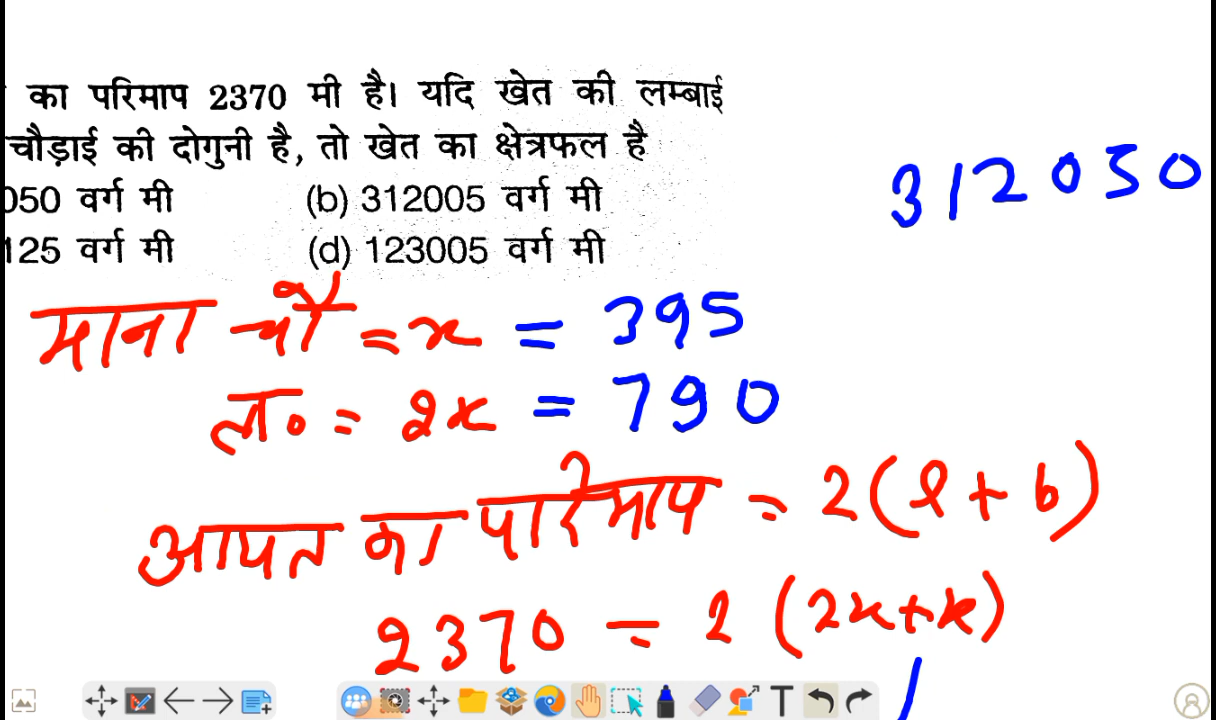 का परिमाप 2370 मी है। यदि खेत की लम्बाई
चौड़ाई की दोगुनी है, तो खेत का क्षेत्रफल है
050 वर्ग मी (b) 312005 वर्ग मी
125 वर्ग मी (d) 123005 वर्ग मी
312050
माना चौ = x = 395
ल० = 2x = 790
आयत का परिमाप = 2(l + b)
2370 = 2 (2x+x)
T